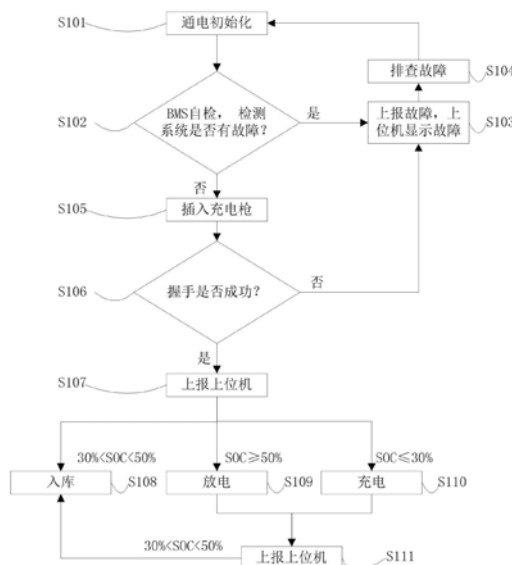 S101
通电初始化
排查故障
S104
S102
BMS自检， 检测
系统是否有故障？
是
上报故障，上
位机显示故障
S103
否
S105
插入充电枪
S106
握手是否成功？
否
是
S107
上报上位机
30%<SOC<50%
SOC≥50%
SOC≤30%
入库
S108
放电
S109
充电
S110
30%<SOC<50%
上报上位机
S111